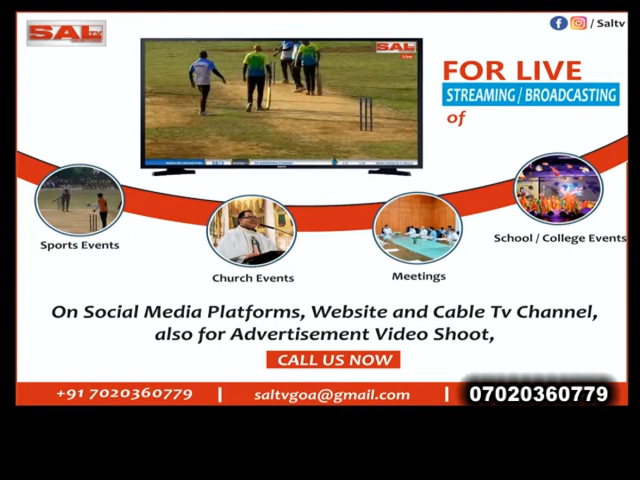 SAL TV
/ Saltv
SAL
Live
FOR LIVE
STREAMING / BROADCASTING
of
Sports Events
Church Events
Meetings
School / College Events
On Social Media Platforms, Website and Cable Tv Channel,
also for Advertisement Video Shoot,
CALL US NOW
+91 7020360779 | saltvgoa@gmail.com | 07020360779